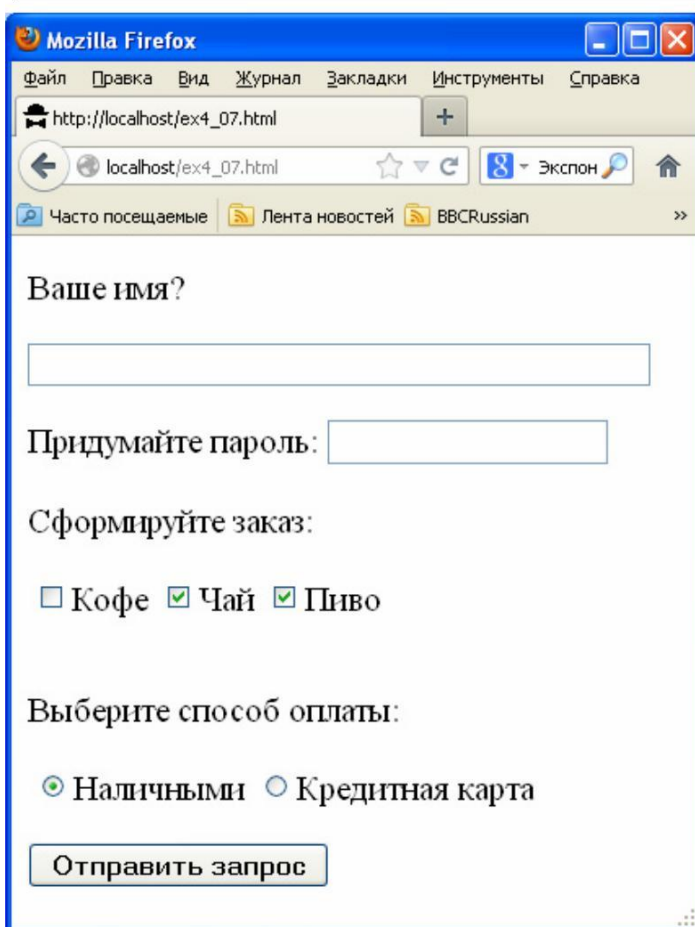 Mozilla Firefox
Файл Правка Вид Журнал Закладки Инструменты Справка
http://localhost/ex4_07.html +
localhost/ex4_07.html 8 Экспон
Часто посещаемые Лента новостей BBCRussian »
Ваше имя?
Придумайте пароль:
Сформируйте заказ:
Кофе Чай Пиво
Выберите способ оплаты:
Наличными Кредитная карта
Отправить запрос